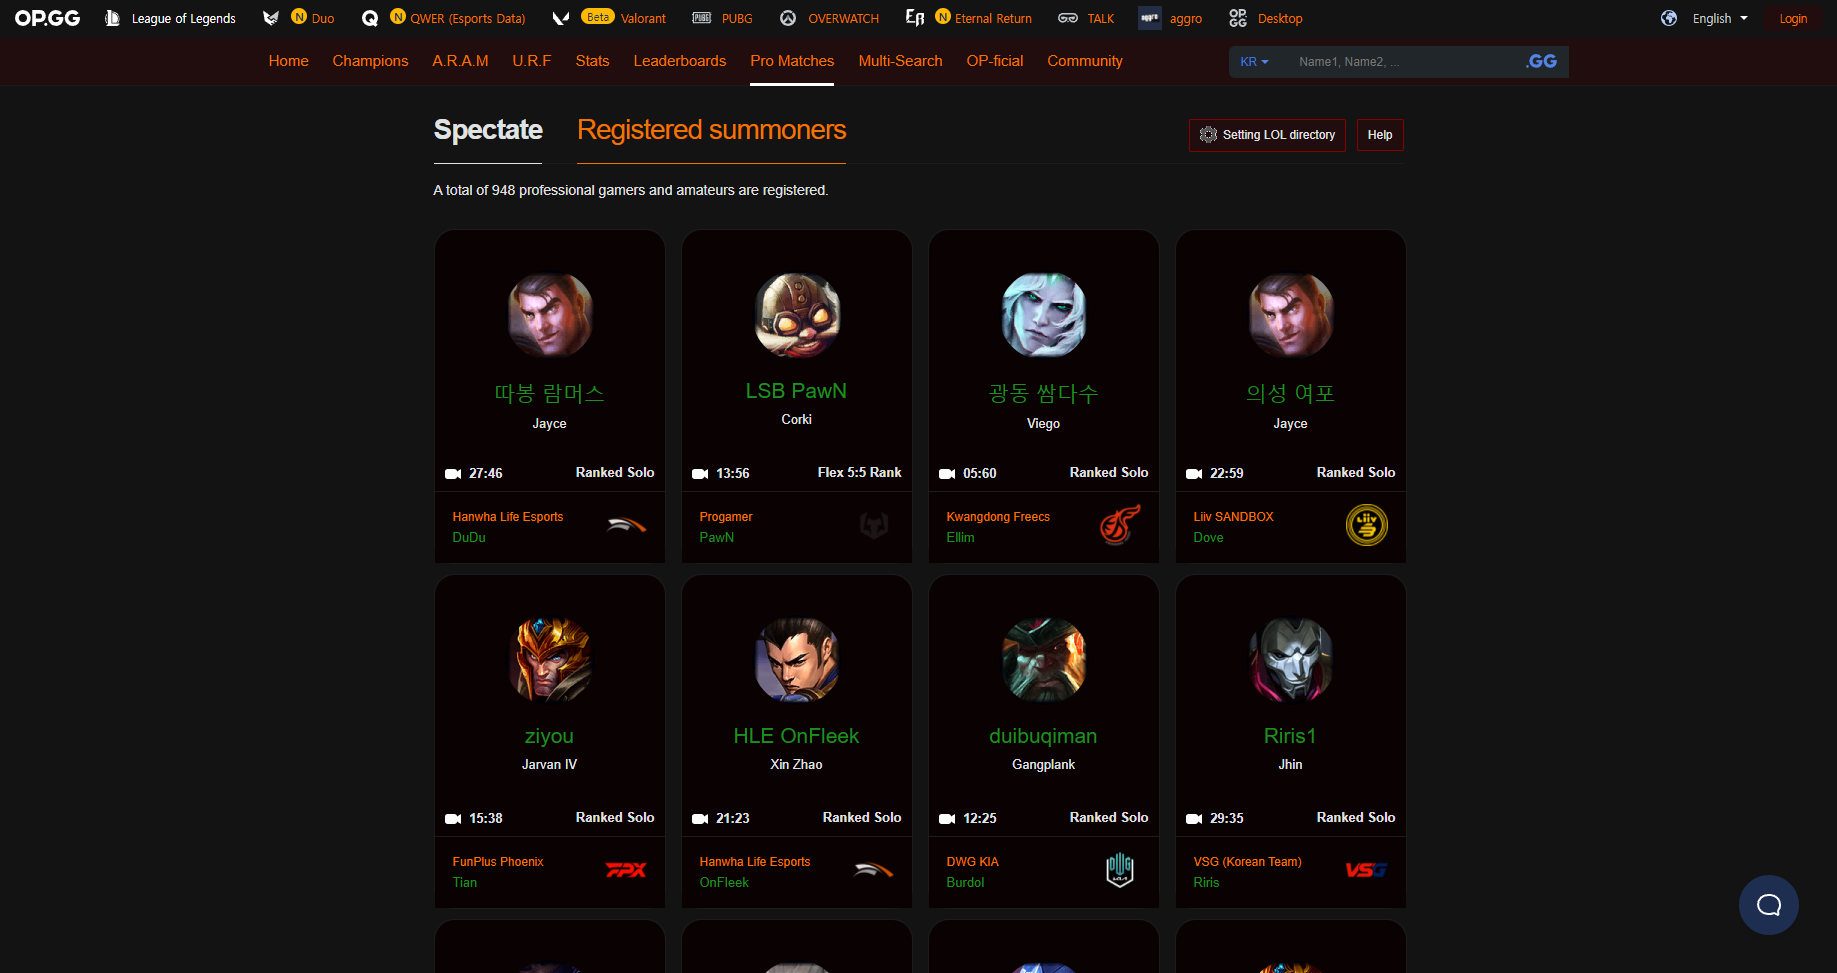 OP.GG League of Legends N Duo N QWER (Esports Data) Beta Valorant PUBG OVERWATCH N Eternal Return TALK aggro aggro OP GG Desktop English Login
Home Champions A.R.A.M U.R.F Stats Leaderboards Pro Matches Multi-Search OP-ficial Community KR Name1, Name2, ... .GG
Spectate Registered summoners Setting LOL directory Help
A total of 948 professional gamers and amateurs are registered.
따봉 람머스 LSB PawN 광동 쌈다수 의성 여포
Jayce Corki Viego Jayce
27:46 Ranked Solo 13:56 Flex 5:5 Rank 05:60 Ranked Solo 22:59 Ranked Solo
Hanwha Life Esports Progamer Kwangdong Freecs Liiv SANDBOX
DuDu PawN Ellim Dove
Liiv
ziyou HLE OnFleek duibuqiman Riris1
Jarvan IV Xin Zhao Gangplank Jhin
15:38 Ranked Solo 21:23 Ranked Solo 12:25 Ranked Solo 29:35 Ranked Solo
FunPlus Phoenix FPX Hanwha Life Esports DWG KIA VSG (Korean Team) VSG
Tian OnFleek Burdol Riris